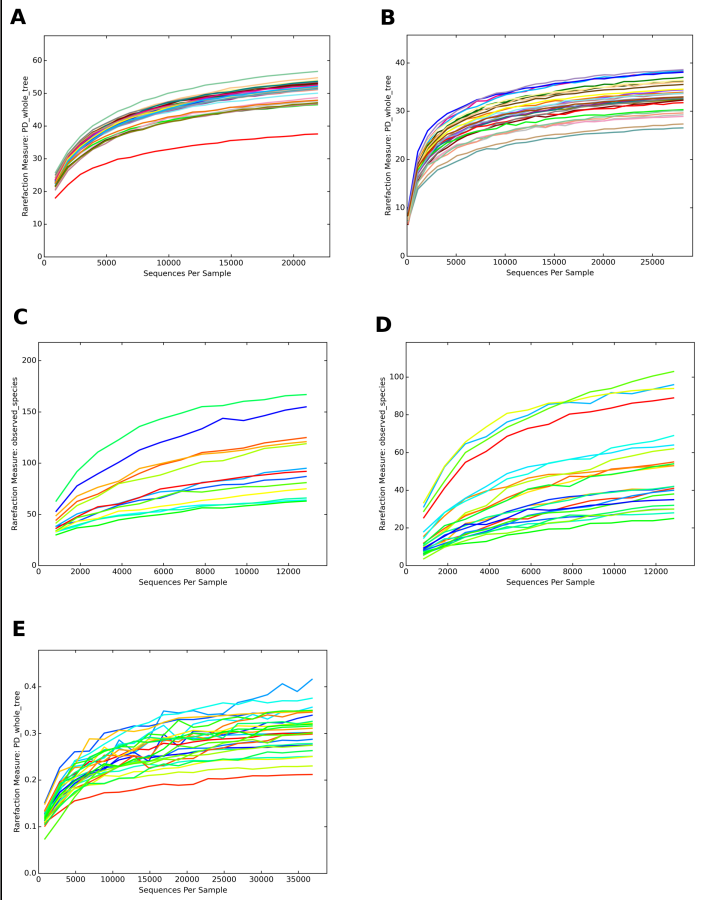 A
60
50
40
30
20
10
0
Rarefaction Measure: PD_whole_tree
0 5000 10000 15000 20000
Sequences Per Sample
B
40
30
20
10
0
Rarefaction Measure: PD_whole_tree
0 5000 10000 15000 20000 25000
Sequences Per Sample
C
200
150
100
50
0
Rarefaction Measure: observed_species
0 2000 4000 6000 8000 10000 12000
Sequences Per Sample
D
100
80
60
40
20
0
Rarefaction Measure: observed_species
0 2000 4000 6000 8000 10000 12000
Sequences Per Sample
E
0.4
0.3
0.2
0.1
0.0
Rarefaction Measure: PD_whole_tree
0 5000 10000 15000 20000 25000 30000 35000
Sequences Per Sample